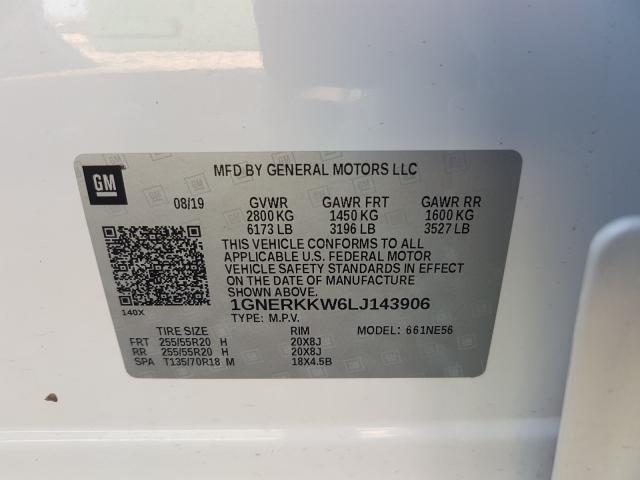 GM
MFD BY GENERAL MOTORS LLC
08/19 GVWR GAWR FRT GAWR RR
2800 KG 1450 KG 1600 KG
6173 LB 3196 LB 3527 LB
THIS VEHICLE CONFORMS TO ALL
APPLICABLE U.S. FEDERAL MOTOR
VEHICLE SAFETY STANDARDS IN EFFECT
ON THE DATE OF MANUFACTURE
SHOWN ABOVE.
1GNERKKW6LJ143906
140X TYPE: M.P.V.
TIRE SIZE RIM MODEL: 661NE56
FRT 255/55R20 H 20X8J
RR 255/55R20 H 20X8J
SPA T135/70R18 M 18X4.5B